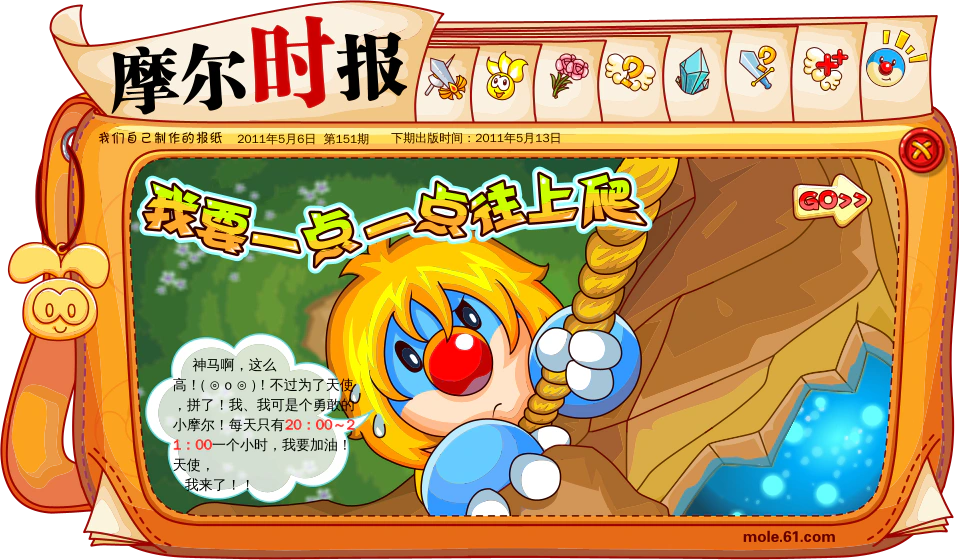 摩尔时报
我们自己制作的报纸 2011年5月6日 第151期 下期出版时间：2011年5月13日
我要一点一点往上爬
GO>>
神马啊，这么
高！( ⊙ o ⊙ )！不过为了天使
，拼了！我、我可是个勇敢的
小摩尔！每天只有20：00～2
1：00一个小时，我要加油！
天使，
我来了！！
mole.61.com